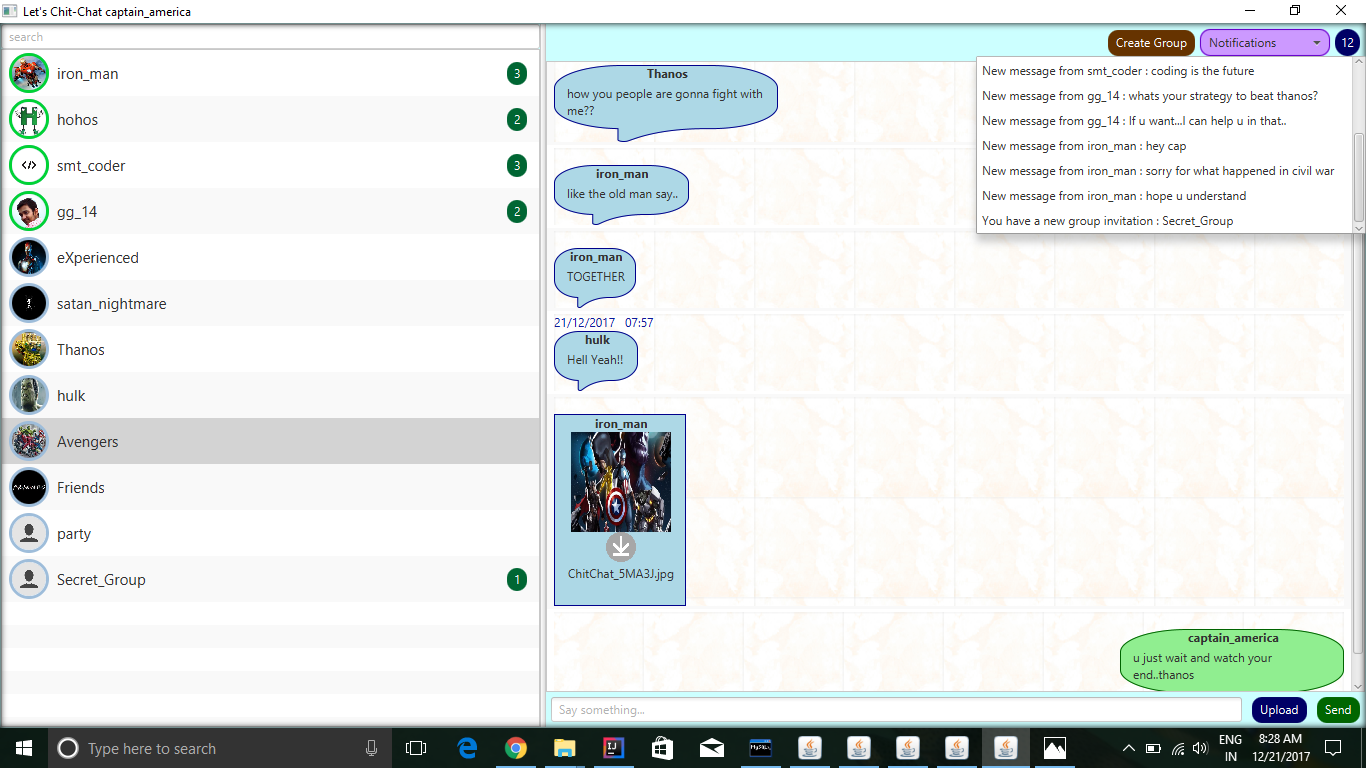 Let's Chit-Chat captain_america
search
iron_man
3
hohos
2
smt_coder
3
gg_14
2
eXperienced
satan_nightmare
Thanos
hulk
Avengers
Friends
party
Secret_Group
1
Create Group
Notifications
12
New message from smt_coder : coding is the future
New message from gg_14 : whats your strategy to beat thanos?
New message from gg_14 : If u want...I can help u in that..
New message from iron_man : hey cap
New message from iron_man : sorry for what happened in civil war
New message from iron_man : hope u understand
You have a new group invitation : Secret_Group
Thanos
how you people are gonna fight with
me??
iron_man
like the old man say..
iron_man
TOGETHER
21/12/2017 07:57
hulk
Hell Yeah!!
iron_man
ChitChat_5MA3J.jpg
captain_america
u just wait and watch your
end..thanos
Say something...
Upload
Send
Type here to search
ENG
IN
8:28 AM
12/21/2017